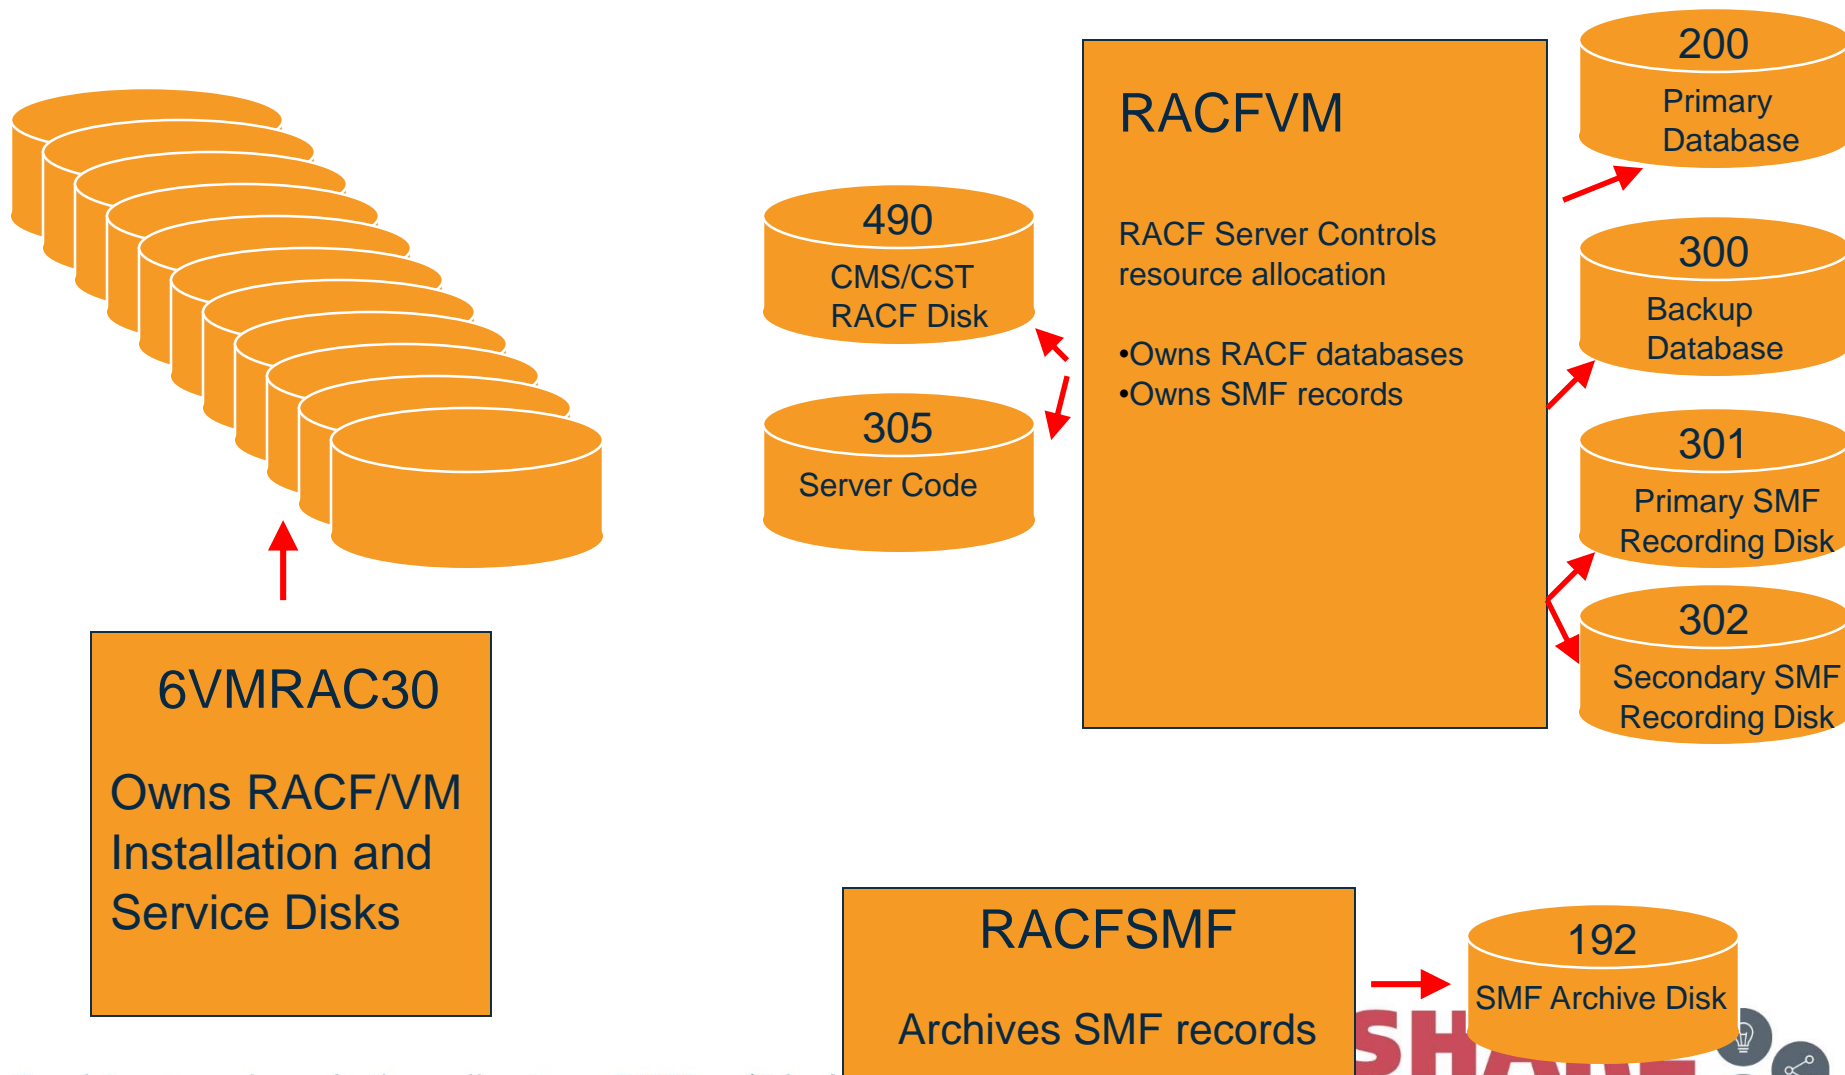 6VMRAC30
Owns RACF/VM
Installation and
Service Disks
490
CMS/CST
RACF Disk
305
Server Code
RACFVM
RACF Server Controls
resource allocation
•Owns RACF databases
•Owns SMF records
200
Primary
Database
300
Backup
Database
301
Primary SMF
Recording Disk
302
Secondary SMF
Recording Disk
RACFSMF
Archives SMF records
192
SMF Archive Disk
SHARE